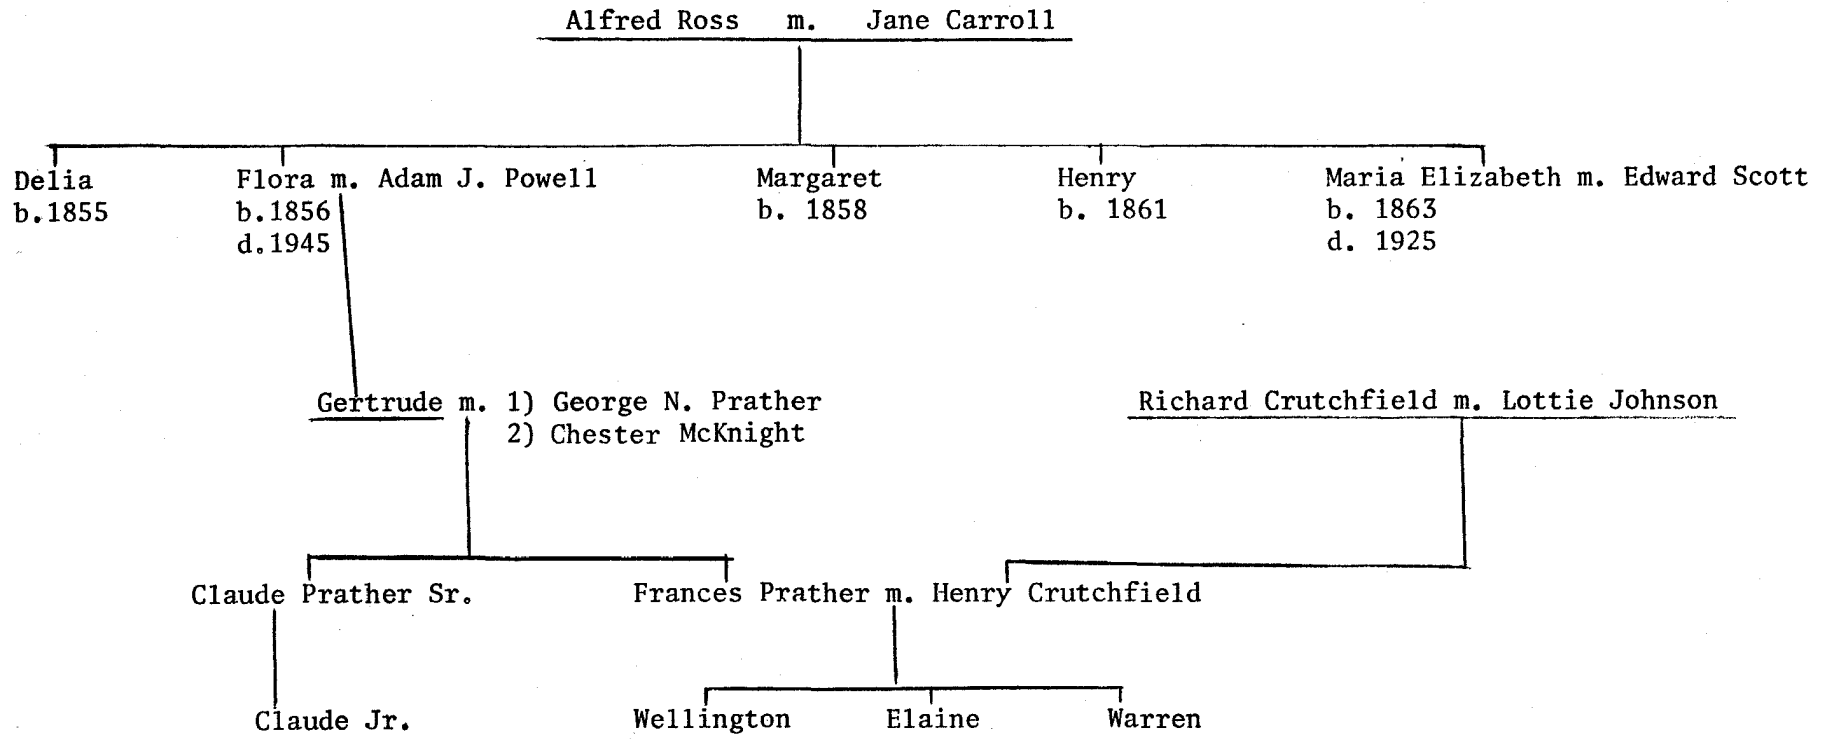 Alfred Ross m. Jane Carroll
Delia Flora m. Adam J. Powell Margaret Henry Maria Elizabeth m. Edward Scott
b.1855 b.1856 b. 1858 b. 1861 b. 1863
d.1945 d. 1925
Gertrude m. 1) George N. Prather Richard Crutchfield m. Lottie Johnson
2) Chester McKnight
Claude Prather Sr. Frances Prather m. Henry Crutchfield
Claude Jr. Wellington Elaine Warren